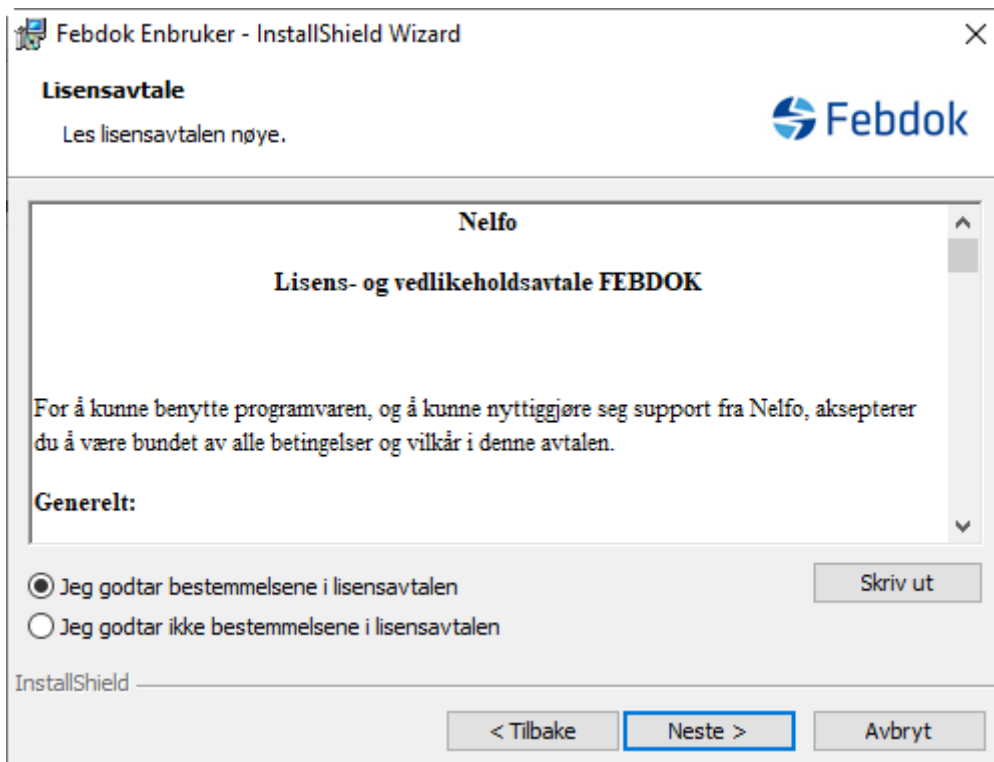 Febdok Enbruker - InstallShield Wizard
Lisensavtale
Les lisensavtalen nøye.
Febdok
Nelfo
Lisens- og vedlikeholdsavtale FEBDOK
For å kunne benytte programvaren, og å kunne nyttiggjøre seg support fra Nelfo, aksepterer
du å være bundet av alle betingelser og vilkår i denne avtalen.
Generelt:
Jeg godtar bestemmelsene i lisensavtalen
Skriv ut
Jeg godtar ikke bestemmelsene i lisensavtalen
InstallShield
< Tilbake
Neste >
Avbryt